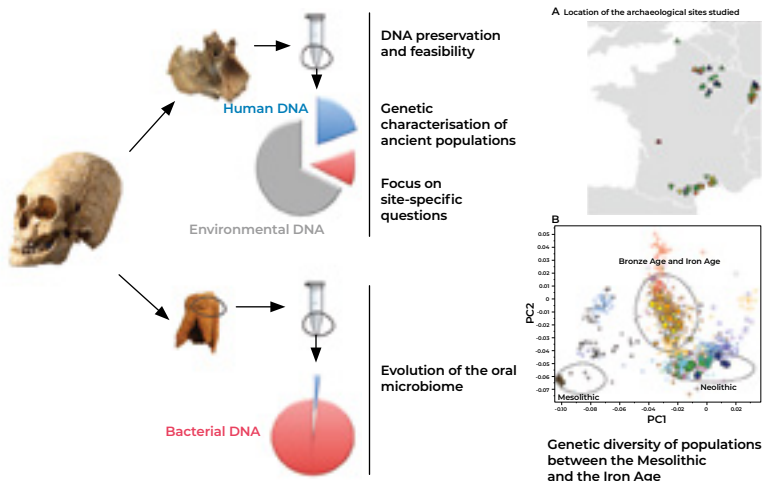 DNA preservation
and feasibility
Human DNA
Genetic
characterisation of
ancient populations
Focus on
site-specific
questions
Environmental DNA
Evolution of the oral
microbiome
Bacterial DNA
A Location of the archaeological sites studied
B
PC2
0.05
0.04
0.03
0.02
0.01
0
-0.01
-0.02
-0.03
-0.04
-0.05
-0.06
-0.07
Bronze Age and Iron Age
Neolithic
Mesolithic
-0.10
-0.08
-0.06
-0.04
-0.02
0
0.02
PC1
Genetic diversity of populations
between the Mesolithic
and the Iron Age